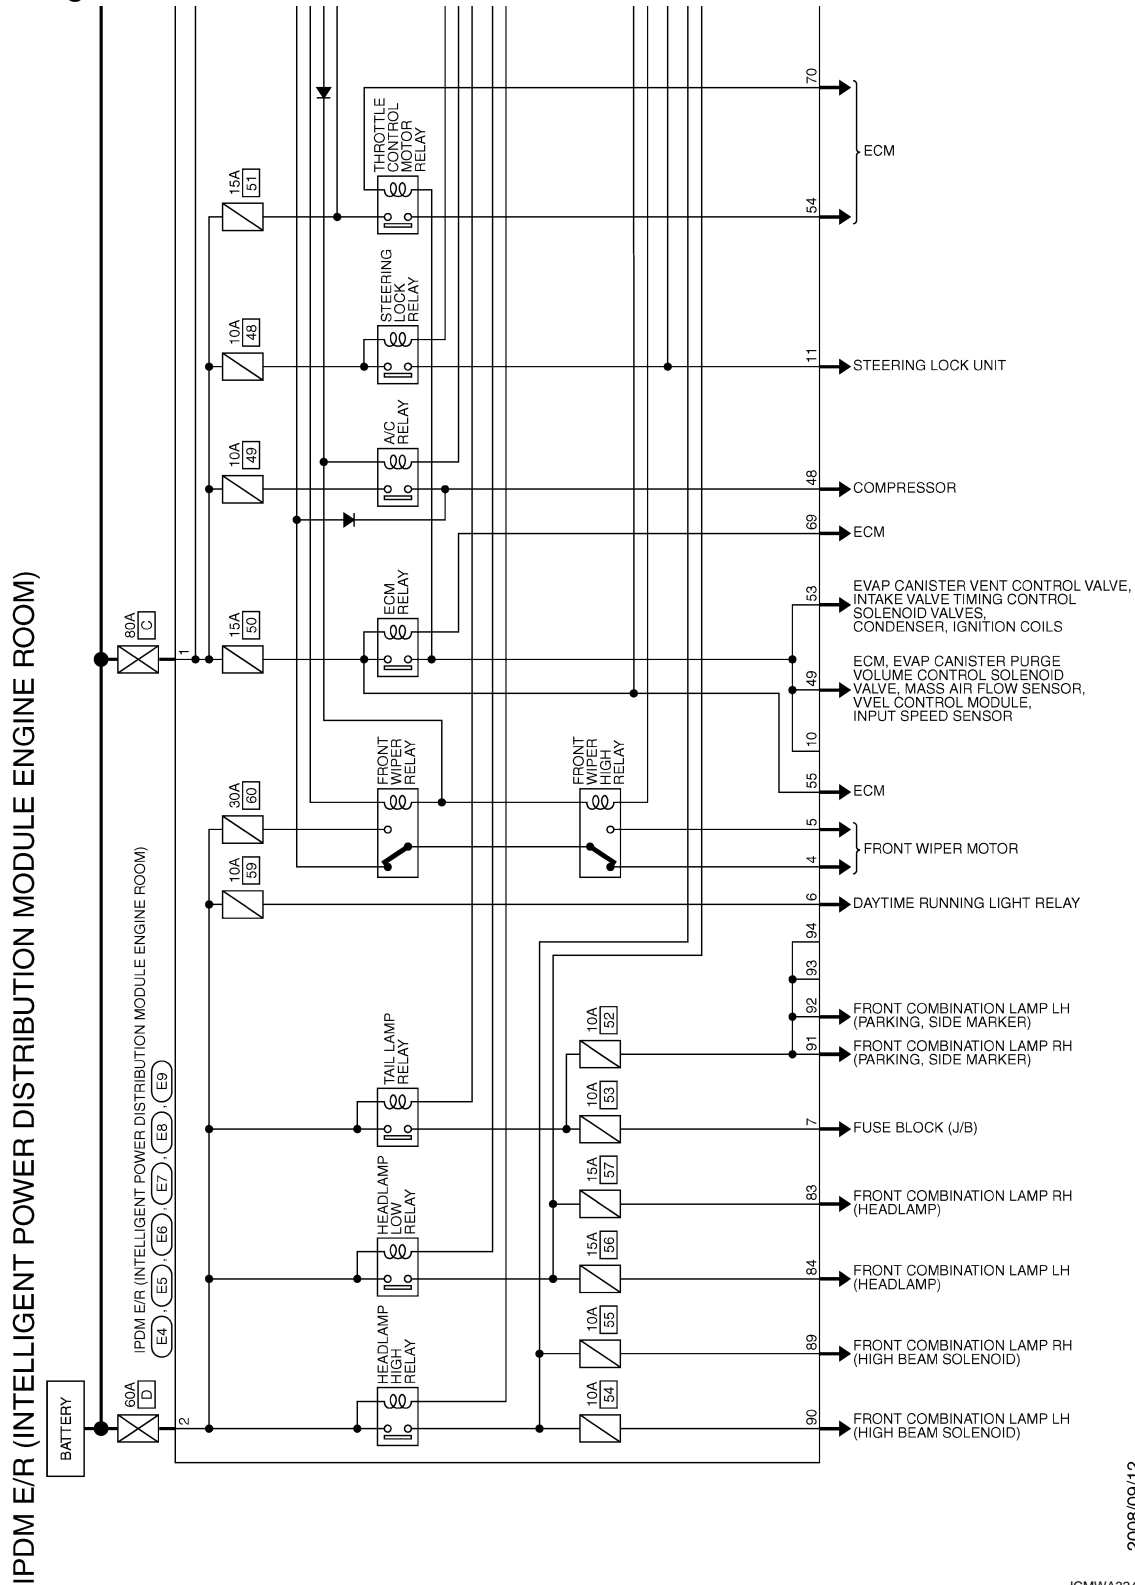 IPDM E/R (INTELLIGENT POWER DISTRIBUTION MODULE ENGINE ROOM)
BATTERY
60A
D
80A
C
IPDM E/R (INTELLIGENT POWER DISTRIBUTION MODULE ENGINE ROOM)
E4 , E5 , E6 , E7 , E8 , E9
2
1
15A
51
THROTTLE
CONTROL
MOTOR
RELAY
70
54
ECM
10A
48
STEERING
LOCK
RELAY
11
STEERING LOCK UNIT
10A
49
A/C
RELAY
48
COMPRESSOR
69
ECM
15A
50
ECM
RELAY
53
EVAP CANISTER VENT CONTROL VALVE,
INTAKE VALVE TIMING CONTROL
SOLENOID VALVES,
CONDENSER, IGNITION COILS
49
ECM, EVAP CANISTER PURGE
VOLUME CONTROL SOLENOID
VALVE, MASS AIR FLOW SENSOR,
VVEL CONTROL MODULE,
INPUT SPEED SENSOR
10
55
ECM
30A
60
FRONT
WIPER
RELAY
FRONT
WIPER
HIGH
RELAY
5
4
FRONT WIPER MOTOR
10A
59
6
DAYTIME RUNNING LIGHT RELAY
94
93
92
FRONT COMBINATION LAMP LH
(PARKING, SIDE MARKER)
10A
52
91
FRONT COMBINATION LAMP RH
(PARKING, SIDE MARKER)
TAIL LAMP
RELAY
10A
53
7
FUSE BLOCK (J/B)
15A
57
83
FRONT COMBINATION LAMP RH
(HEADLAMP)
HEADLAMP
LOW
RELAY
15A
56
84
FRONT COMBINATION LAMP LH
(HEADLAMP)
10A
55
89
FRONT COMBINATION LAMP RH
(HIGH BEAM SOLENOID)
HEADLAMP
HIGH
RELAY
10A
54
90
FRONT COMBINATION LAMP LH
(HIGH BEAM SOLENOID)
2008/09/12